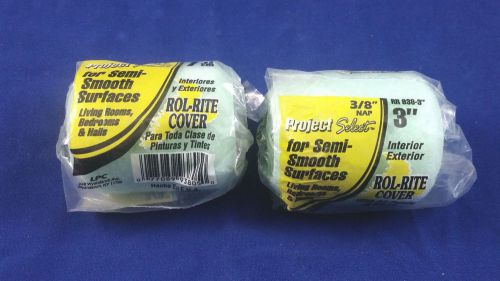 Project
for Semi-
Smooth
Surfaces
Living Rooms,
Bedrooms
& Halls
LPC
Interiores
y Exteriores
ROL-RITE
COVER
Para Toda Clase de
Pinturas y Tintes
3/8"
NAP
RR 938-3"
3"
Project Select
Interior
Exterior
for Semi-
Smooth
Surfaces
Living Rooms,
Bedrooms
ROL-RITE
COVER